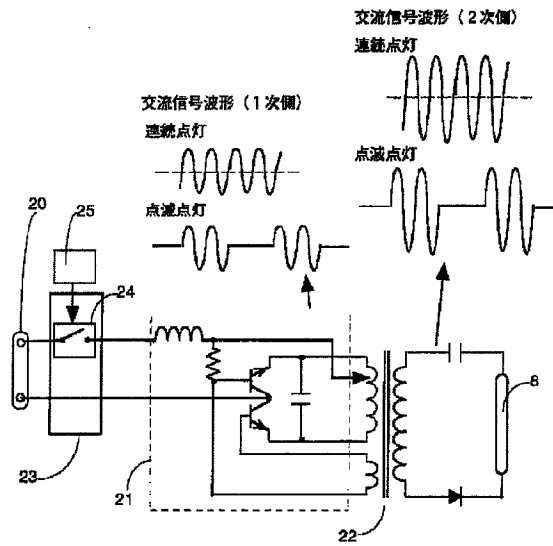 交流信号波形（2次側）
連続点灯
点滅点灯
交流信号波形（1次側）
連続点灯
点滅点灯
20
25
24
8
23
21
22